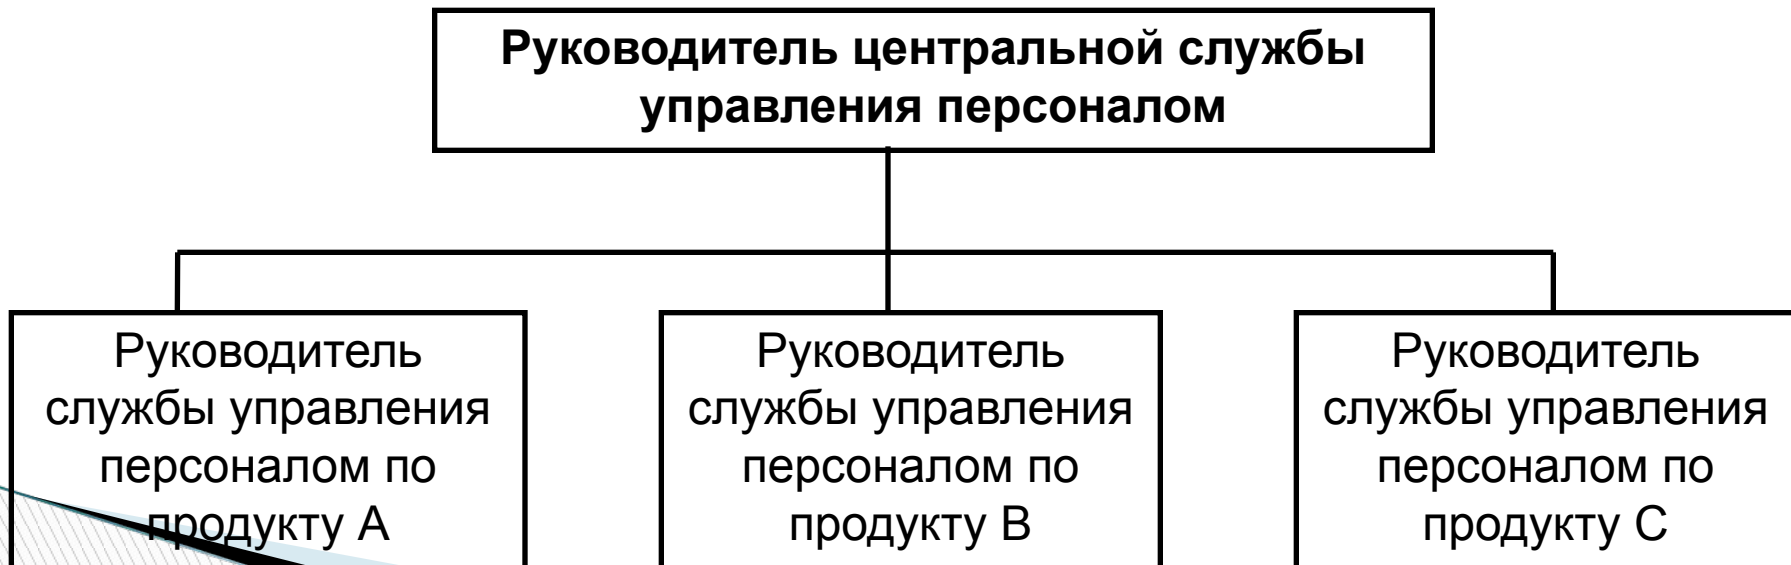 Руководитель центральной службы
управления персоналом
Руководитель
службы управления
персоналом по
продукту А
Руководитель
службы управления
персоналом по
продукту В
Руководитель
службы управления
персоналом по
продукту С